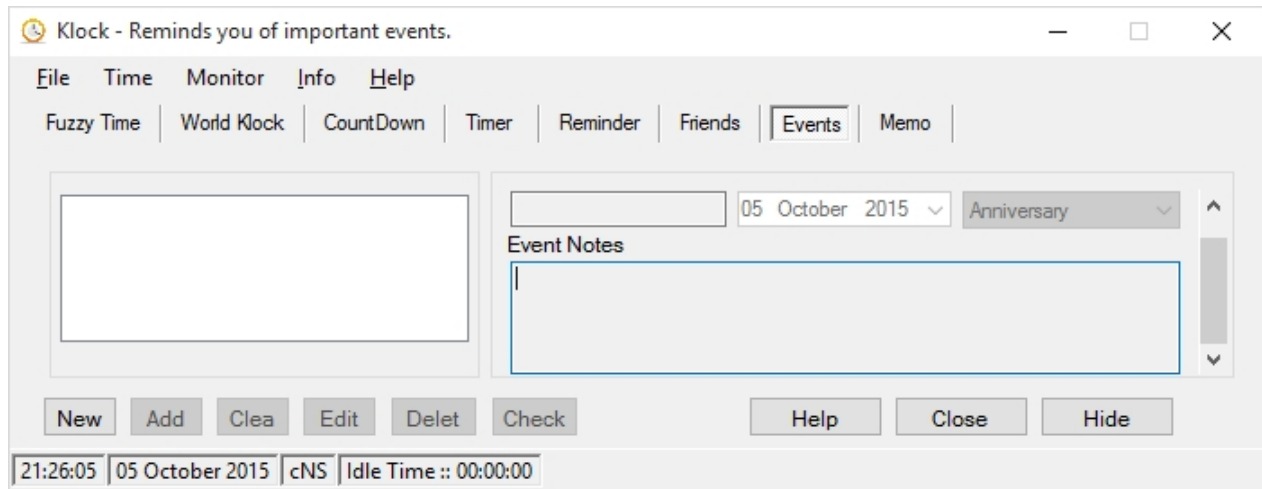 Klock - Reminds you of important events.
File Time Monitor Info Help
Fuzzy Time World Klock CountDown Timer Reminder Friends Events Memo
05 October 2015 Anniversary
Event Notes
New Add Clea Edit Delet Check Help Close Hide
21:26:05 05 October 2015 cNS Idle Time :: 00:00:00